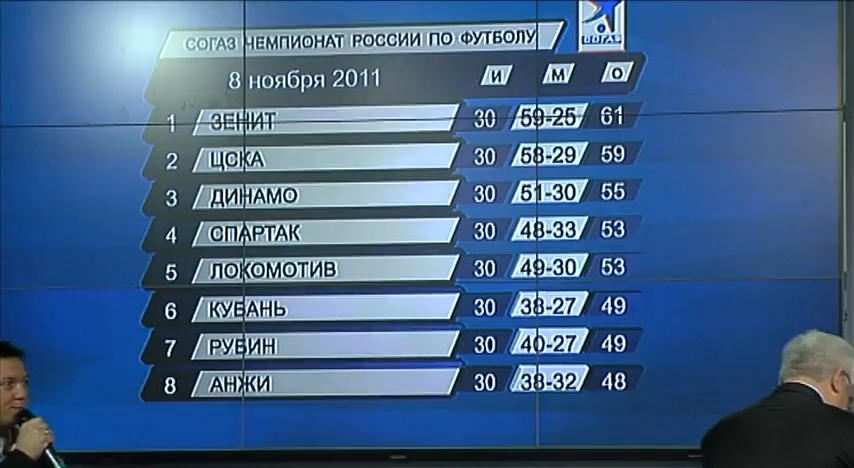 СОГАЗ ЧЕМПИОНАТ РОССИИ ПО ФУТБОЛУ
СОГАЗ
8 ноября 2011 И М О
1 ЗЕНИТ 30 59-25 61
2 ЦСКА 30 58-29 59
3 ДИНАМО 30 51-30 55
4 СПАРТАК 30 48-33 53
5 ЛОКОМОТИВ 30 49-30 53
6 КУБАНЬ 30 38-27 49
7 РУБИН 30 40-27 49
8 АНЖИ 30 38-32 48